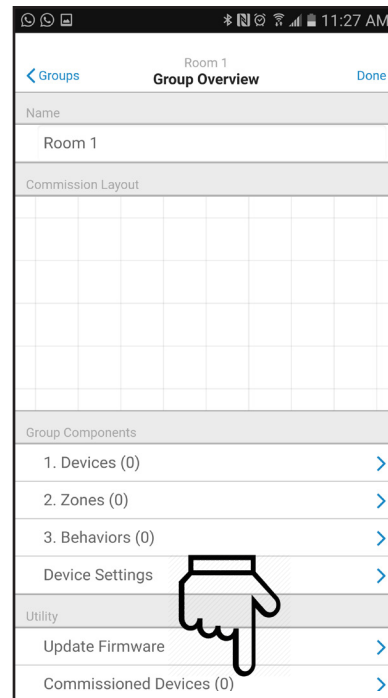 11:27 AM
Room 1
Groups
Group Overview
Done
Name
Room 1
Commission Layout
Group Components
1. Devices (0)
2. Zones (0)
3. Behaviors (0)
Device Settings
Utility
Update Firmware
Commissioned Devices (0)